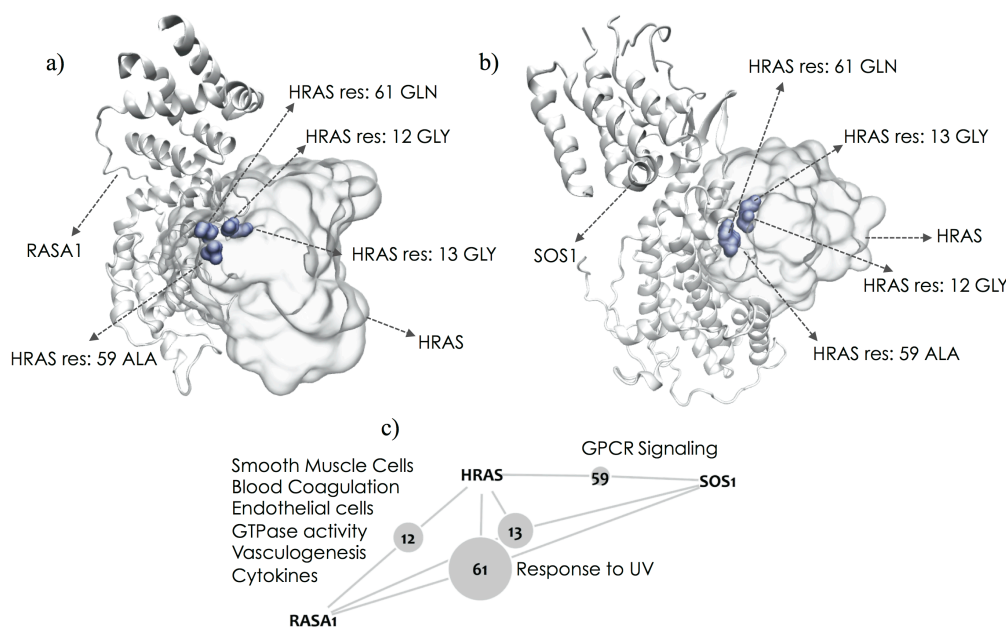 a)
HRAS res: 61 GLN
HRAS res: 12 GLY
RASA1
HRAS res: 13 GLY
HRAS res: 59 ALA
HRAS
b)
HRAS res: 61 GLN
HRAS res: 13 GLY
SOS1
HRAS
HRAS res: 12 GLY
HRAS res: 59 ALA
c)
GPCR Signaling
Smooth Muscle Cells
Blood Coagulation
Endothelial cells
GTPase activity
Vasculogenesis
Cytokines
HRAS
59
SOS1
12
13
61
Response to UV
RASA1